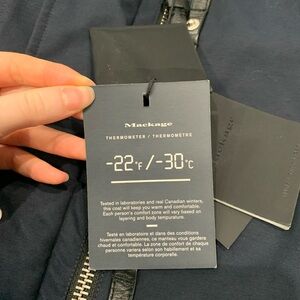 Mackage
THERMOMETER / THERMOMÈTRE
-22°F / -30°C
Tested in laboratories and real Canadian winters,
this coat will keep you warm and comfortable.
Each person's comfort zone will vary based on
layering and body temperature.
Testé en laboratoire et dans des conditions
hivernales canadiennes, ce manteau vous gardera
chaud et confortable. La zone de confort de chaque
personne variera selon son habillement et sa
température corporelle.
Mackage